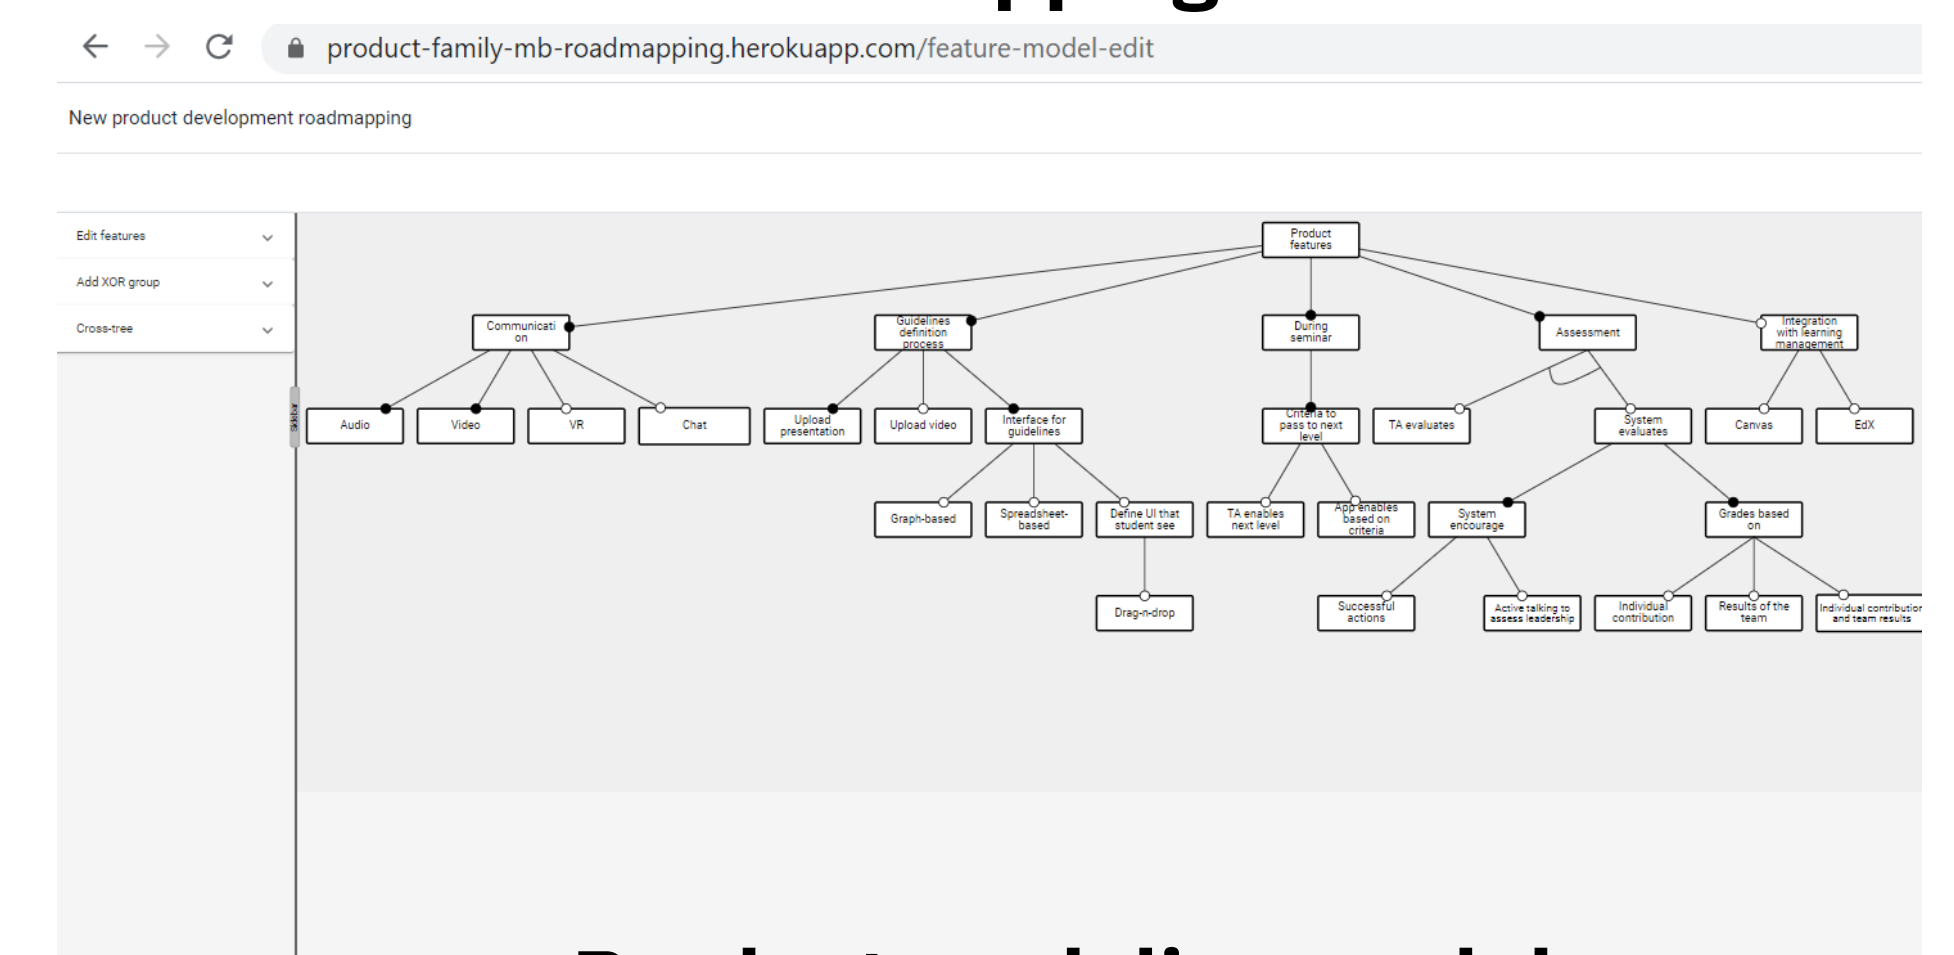 pping
product-family-mb-roadmapping.herokuapp.com/feature-model-edit
New product development roadmapping
Edit features
Add XOR group
Cross-tree
Sidebar
Product
features
Communicati
on
Guidelines
definition
process
During
seminar
Assessment
Integration
with learning
management
Audio
Video
VR
Chat
Upload
presentation
Upload video
Interface for
guidelines
Criteria to
pass to next
level
TA evaluates
System
evaluates
Canvas
EdX
Graph-based
Spreadsheet-
based
Define UI that
student see
TA enables
next level
App enables
based on
criteria
System
encourage
Grades based
on
Drag-n-drop
Successful
actions
Active talking to
assess leadership
Individual
contribution
Results of the
team
Individual contribution
and team results